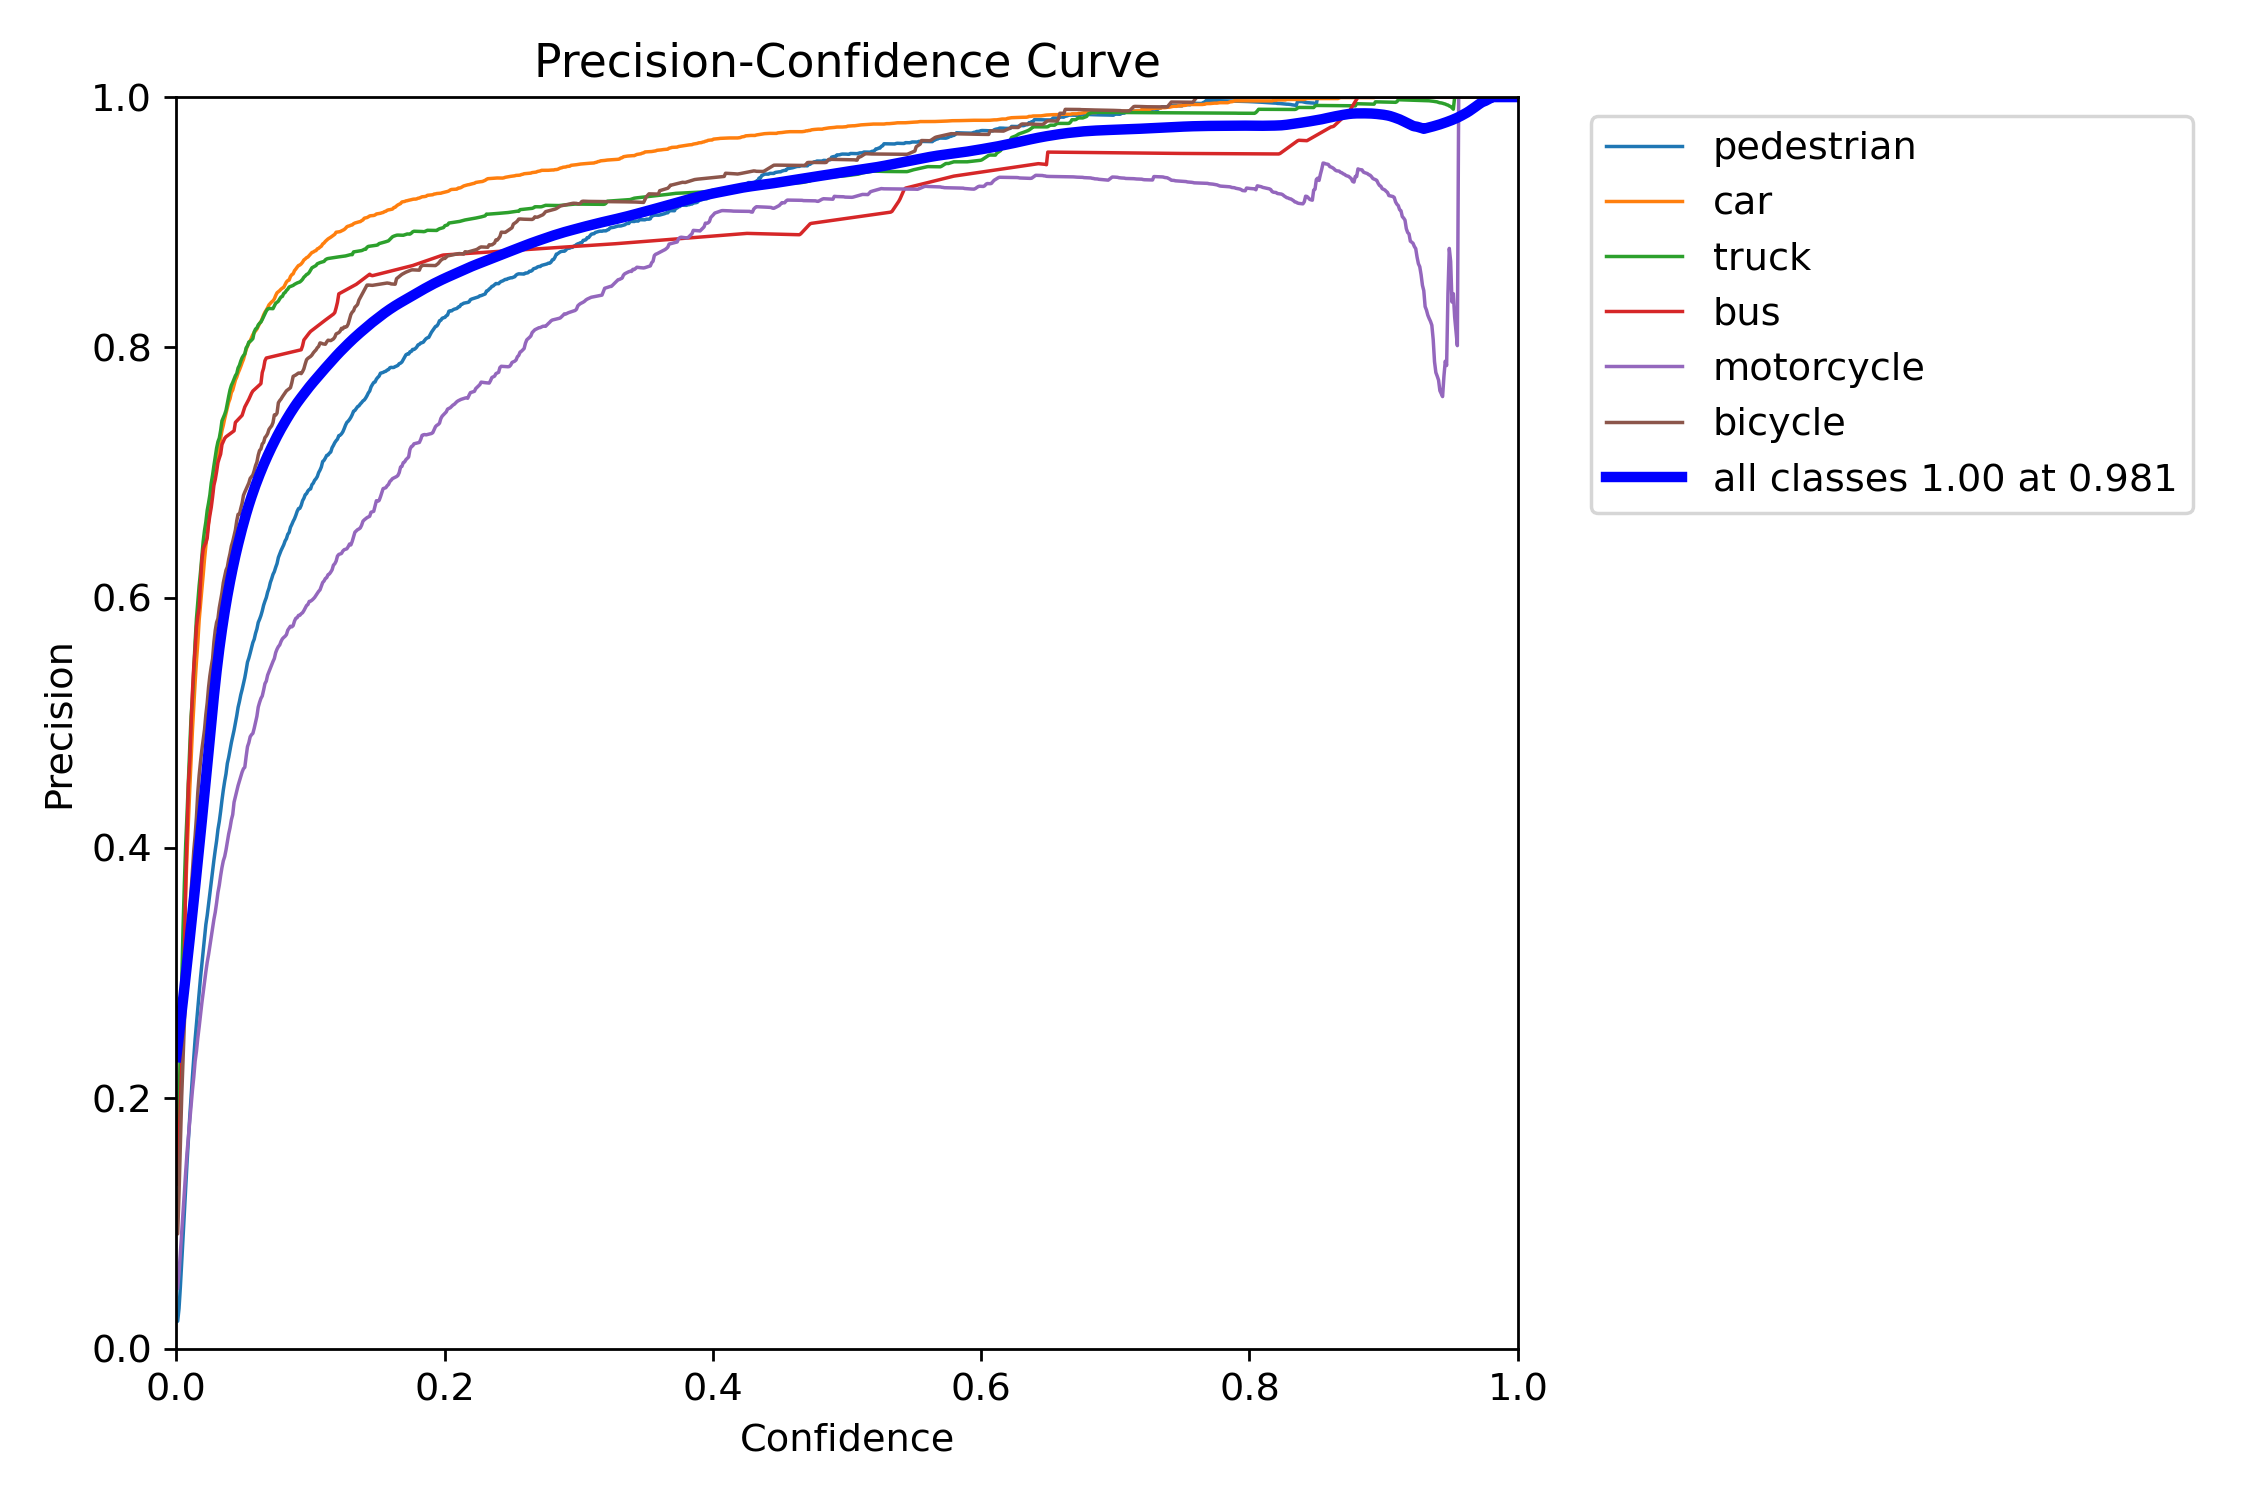 Precision-Confidence Curve
1.0
0.8
0.6
0.4
0.2
0.0
Precision
0.0 0.2 0.4 0.6 0.8 1.0
Confidence
pedestrian
car
truck
bus
motorcycle
bicycle
all classes 1.00 at 0.981